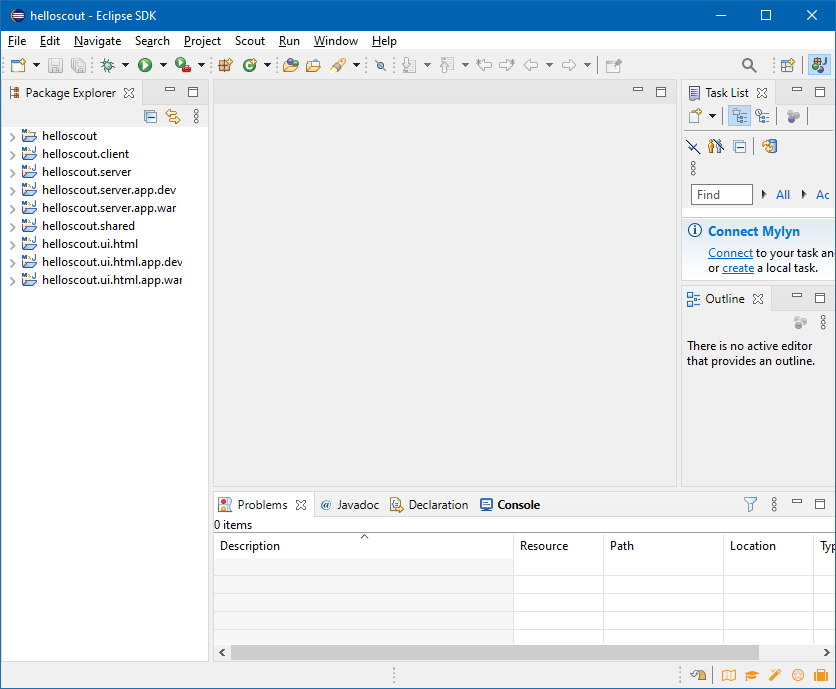 helloscout - Eclipse SDK
File Edit Navigate Search Project Scout Run Window Help
Package Explorer
helloscout
helloscout.client
helloscout.server
helloscout.server.app.dev
helloscout.server.app.war
helloscout.shared
helloscout.ui.html
helloscout.ui.html.app.dev
helloscout.ui.html.app.war
Task List
Find All Ac
Connect Mylyn
Connect to your task an
or create a local task.
Outline
There is no active editor
that provides an outline.
Problems @ Javadoc Declaration Console
0 items
Description Resource Path Location Typ